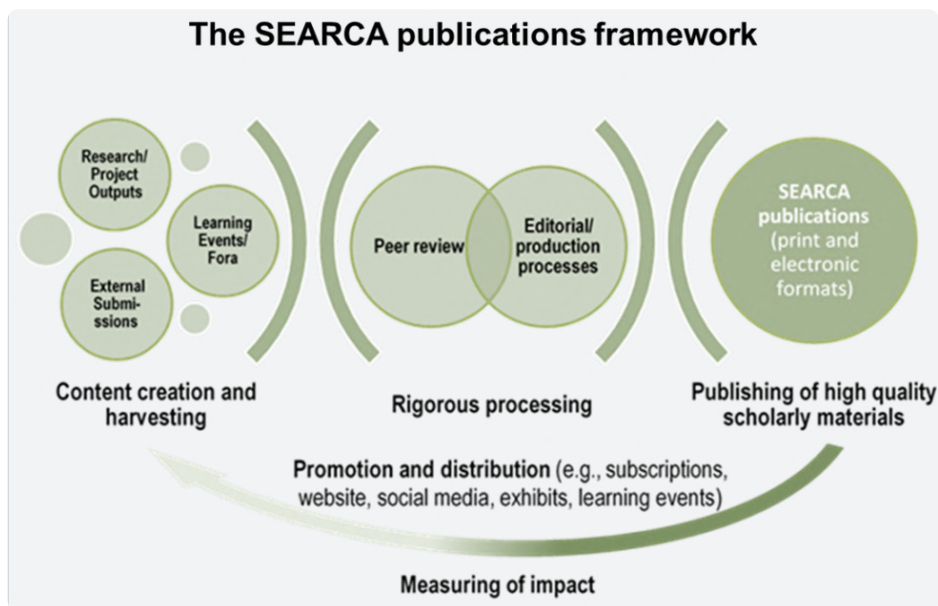 The SEARCA publications framework
Research/
Project
Outputs
Learning
Events/
Fora
External
Submi-
ssions
Content creation and
harvesting
Peer review
Editorial/
production
processes
Rigorous processing
SEARCA
publications
(print and
electronic
formats)
Publishing of high quality
scholarly materials
Promotion and distribution (e.g., subscriptions,
website, social media, exhibits, learning events)
Measuring of impact